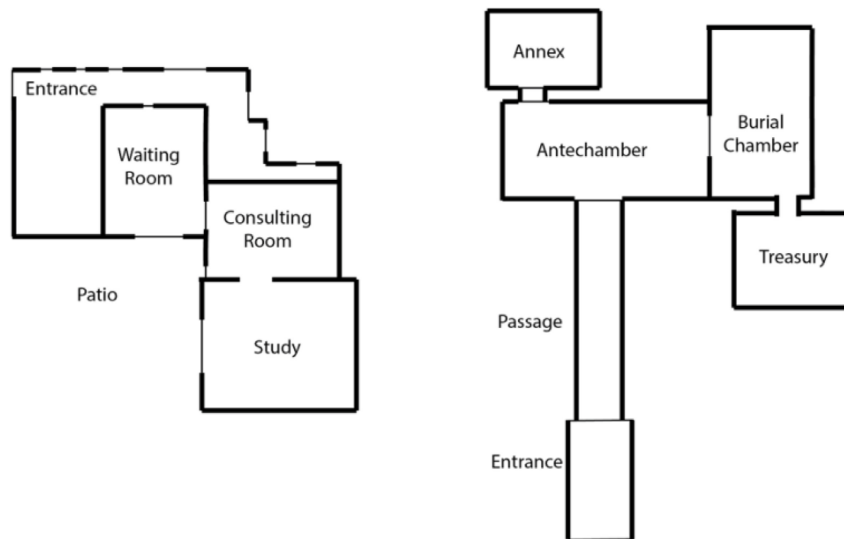 Entrance
Waiting
Room
Consulting
Room
Patio
Study
Annex
Antechamber
Burial
Chamber
Treasury
Passage
Entrance